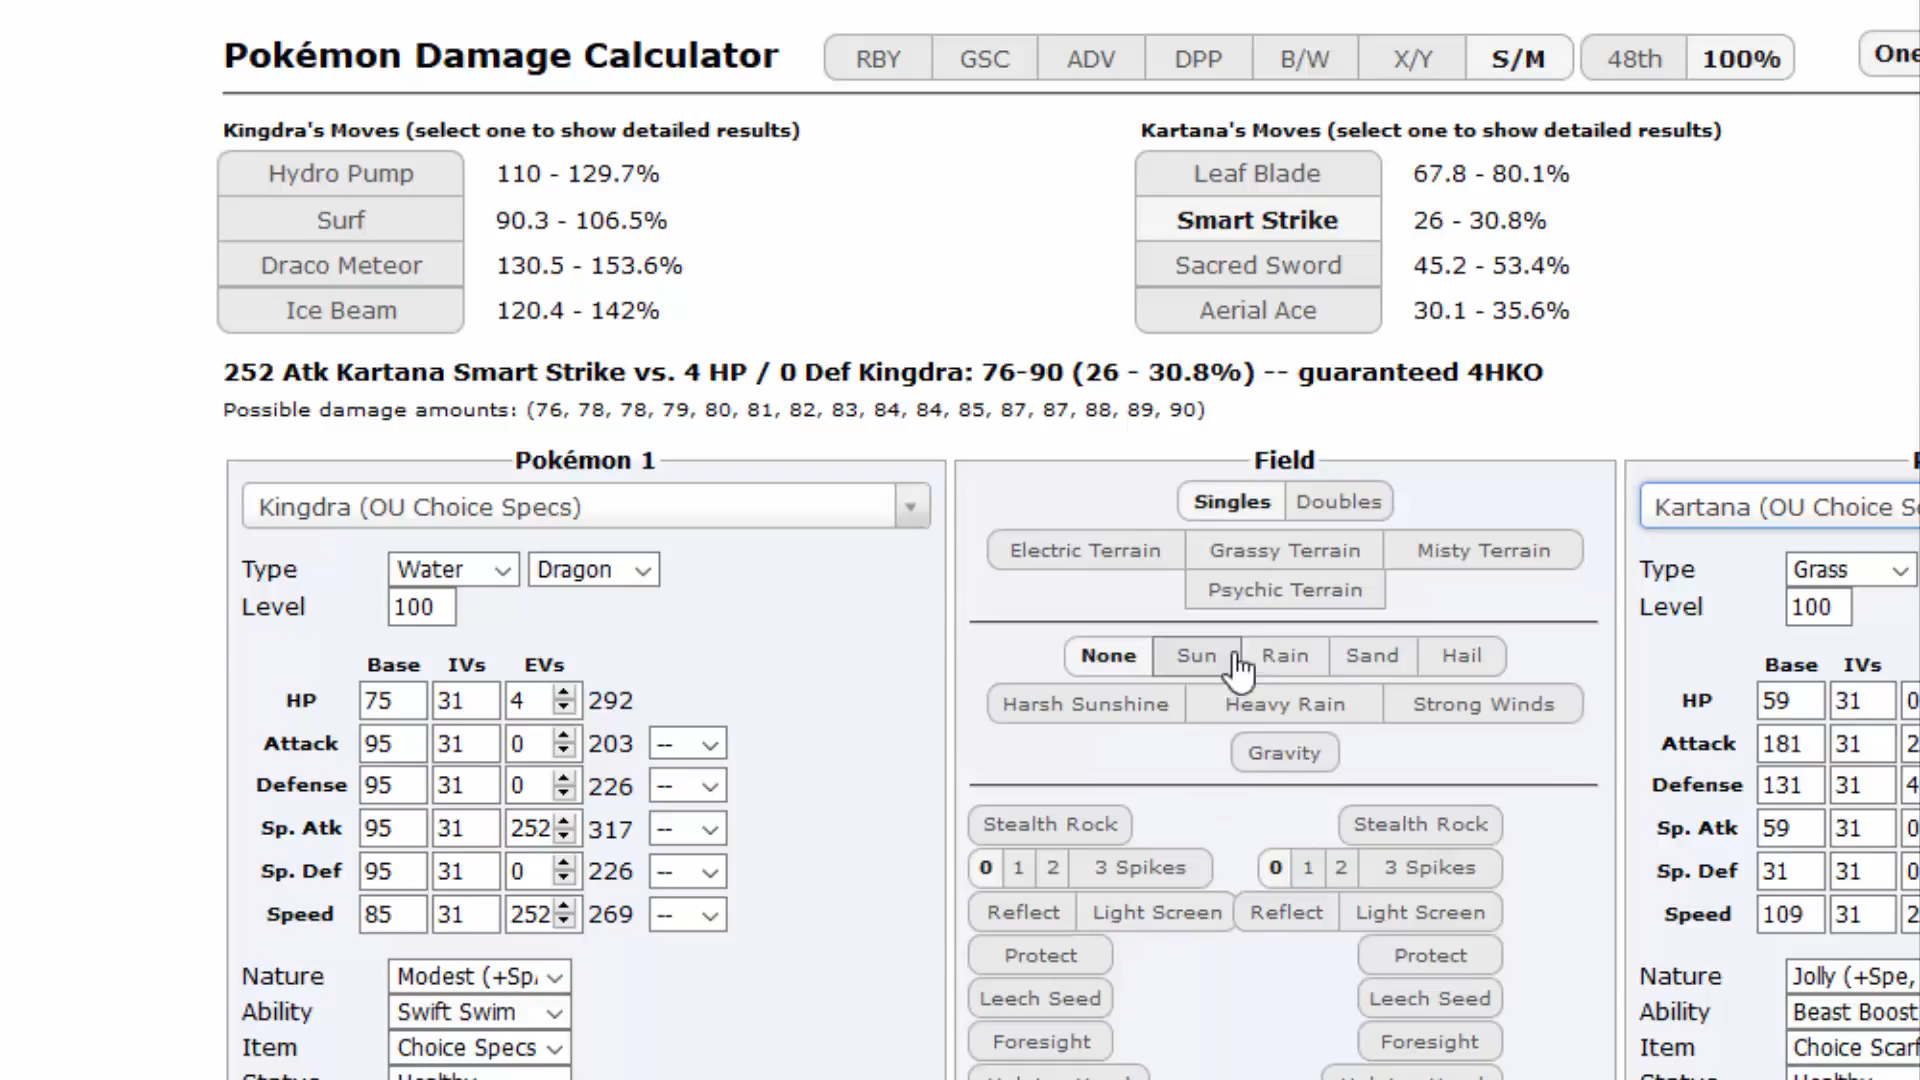 Pokémon Damage Calculator RBY GSC ADV DPP B/W X/Y S/M 48th 100% One
Kingdra's Moves (select one to show detailed results) Kartana's Moves (select one to show detailed results)
Hydro Pump 110 - 129.7% Leaf Blade 67.8 - 80.1%
Surf 90.3 - 106.5% Smart Strike 26 - 30.8%
Draco Meteor 130.5 - 153.6% Sacred Sword 45.2 - 53.4%
Ice Beam 120.4 - 142% Aerial Ace 30.1 - 35.6%
252 Atk Kartana Smart Strike vs. 4 HP / 0 Def Kingdra: 76-90 (26 - 30.8%) -- guaranteed 4HKO
Possible damage amounts: (76, 78, 78, 79, 80, 81, 82, 83, 84, 84, 85, 87, 87, 88, 89, 90)
Pokémon 1
Kingdra (OU Choice Specs)
Type Water Dragon
Level 100
Base IVs EVs
HP 75 31 4 292
Attack 95 31 0 203 --
Defense 95 31 0 226 --
Sp. Atk 95 31 252 317 --
Sp. Def 95 31 0 226 --
Speed 85 31 252 269 --
Nature Modest (+Sp
Ability Swift Swim
Item Choice Specs
Field
Singles Doubles
Electric Terrain Grassy Terrain Misty Terrain
Psychic Terrain
None Sun Rain Sand Hail
Harsh Sunshine Heavy Rain Strong Winds
Gravity
Stealth Rock Stealth Rock
0 1 2 3 Spikes 0 1 2 3 Spikes
Reflect Light Screen Reflect Light Screen
Protect Protect
Leech Seed Leech Seed
Foresight Foresight
Kartana (OU Choice S
Type Grass
Level 100
Base IVs
HP 59 31 0
Attack 181 31 2
Defense 131 31 4
Sp. Atk 59 31 0
Sp. Def 31 31 0
Speed 109 31 2
Nature Jolly (+Spe,
Ability Beast Boost
Item Choice Scarf